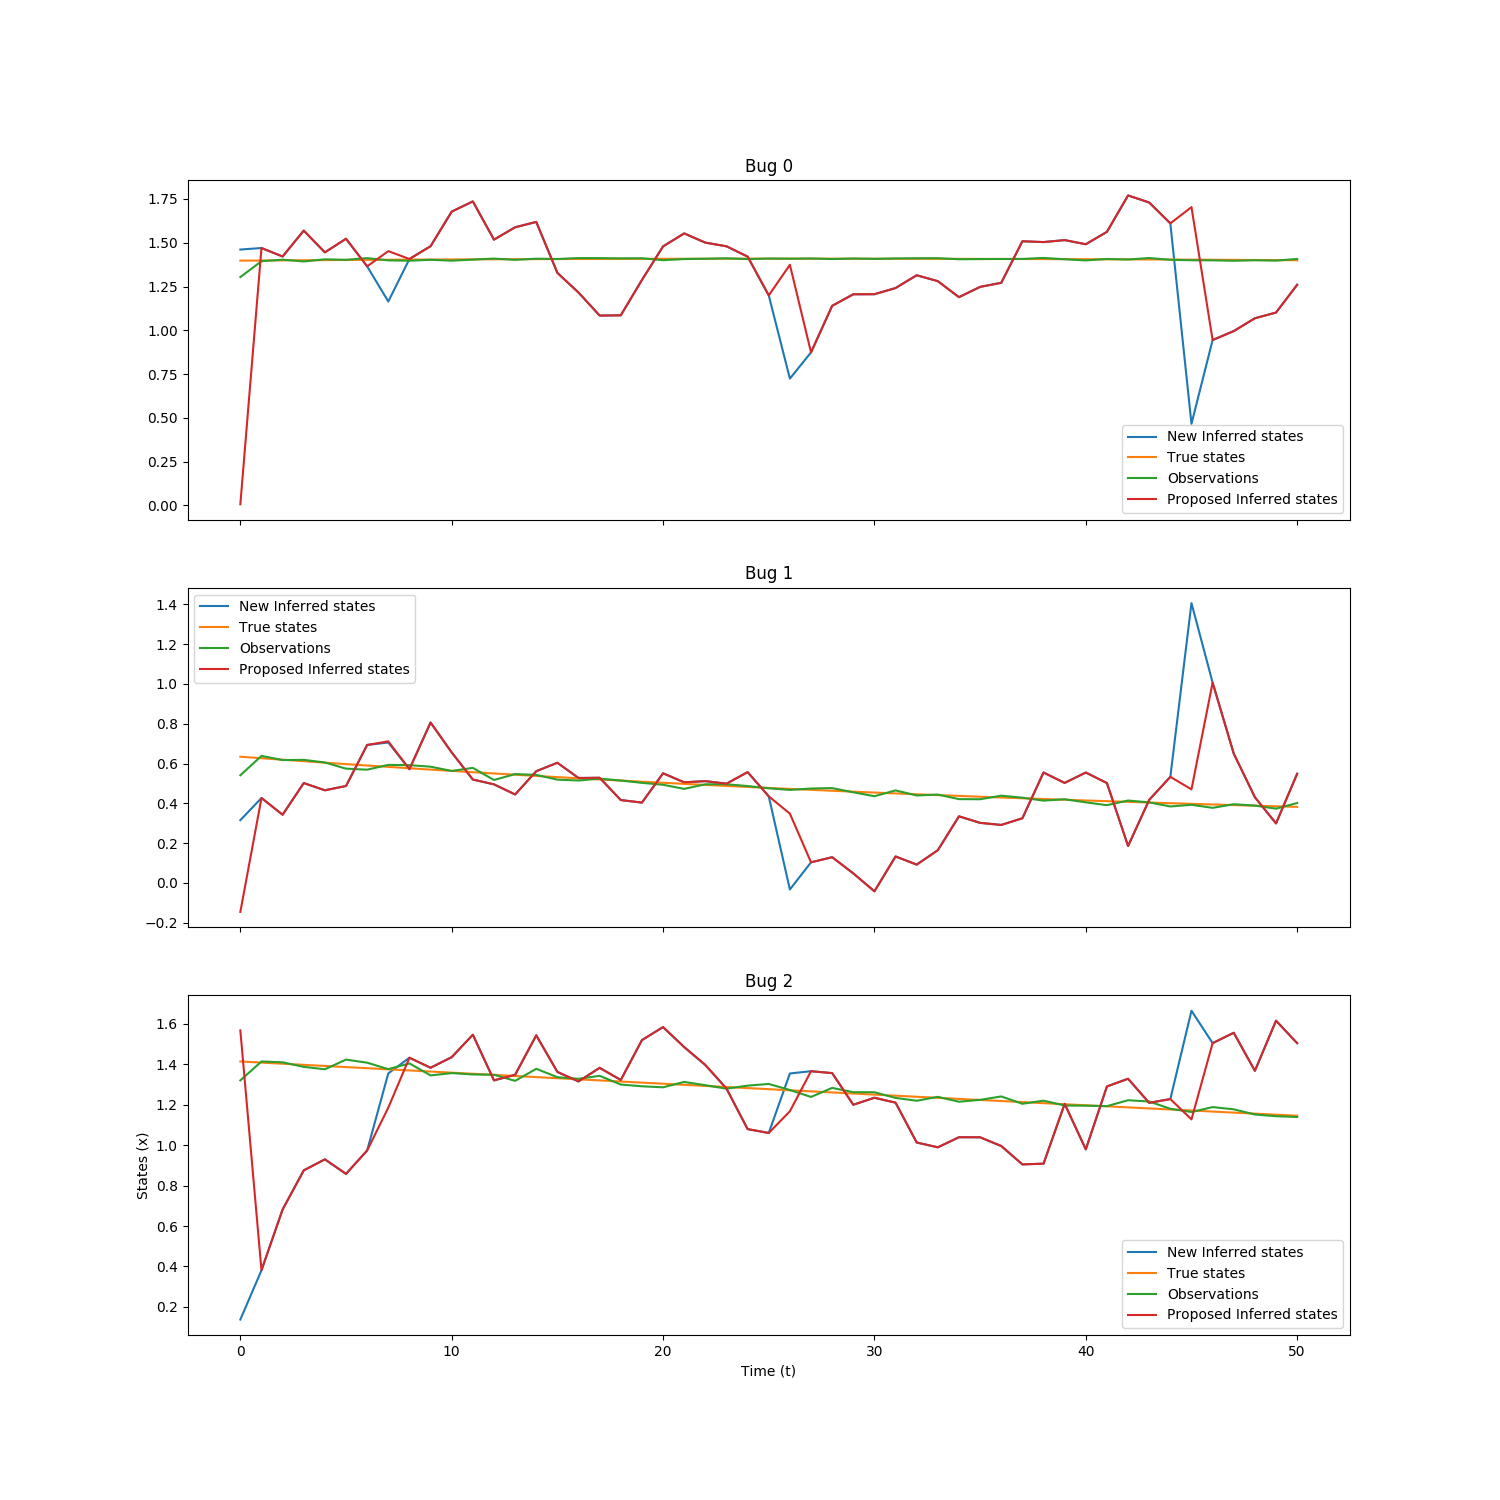 Bug 0
1.75
1.50
1.25
1.00
0.75
0.50
0.25
0.00
New Inferred states
True states
Observations
Proposed Inferred states
Bug 1
1.4
1.2
1.0
0.8
0.6
0.4
0.2
0.0
−0.2
New Inferred states
True states
Observations
Proposed Inferred states
Bug 2
States (x)
1.6
1.4
1.2
1.0
0.8
0.6
0.4
0.2
New Inferred states
True states
Observations
Proposed Inferred states
0 10 20 30 40 50
Time (t)